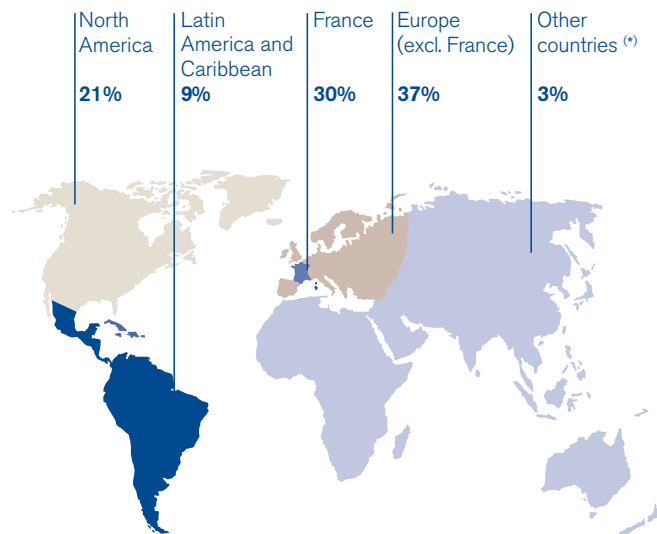 North
America
21%
Latin
America and
Caribbean
9%
France
30%
Europe
(excl. France)
37%
Other
countries (*)
3%